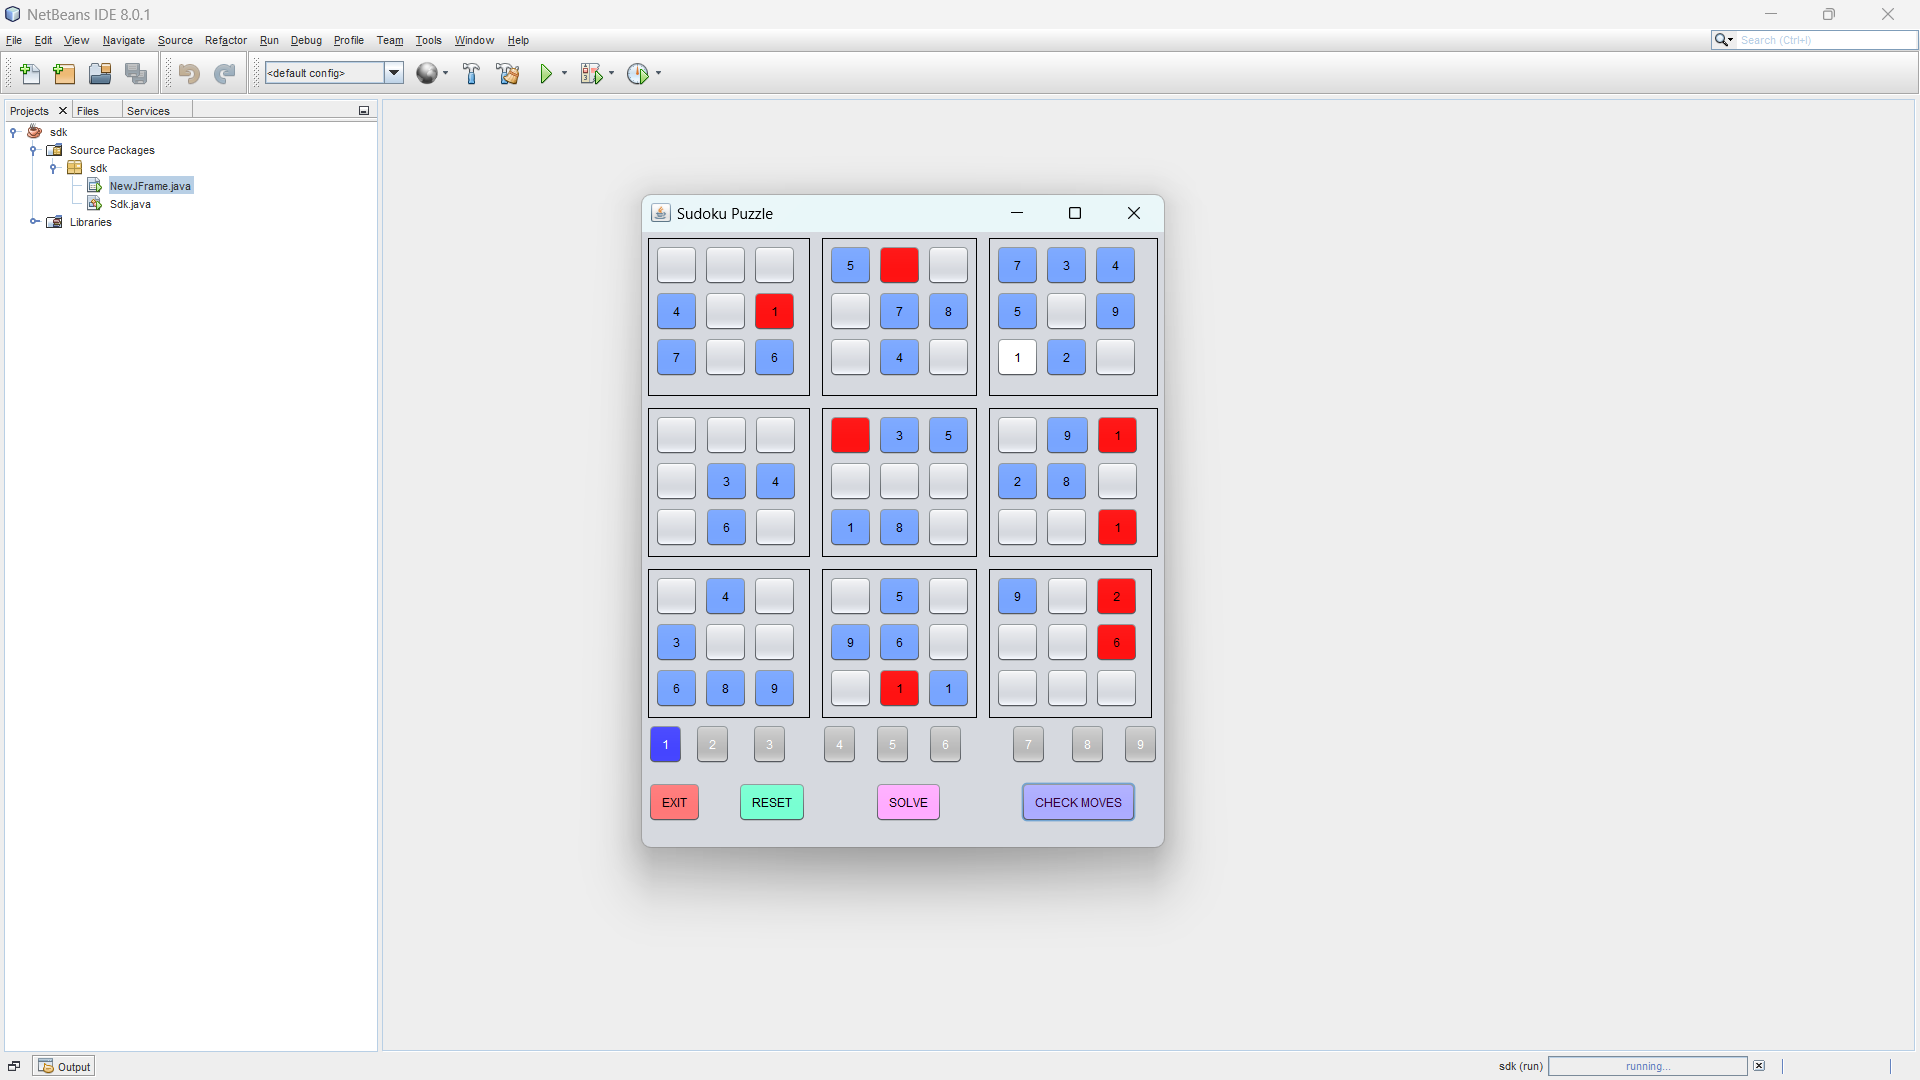 NetBeans IDE 8.0.1
File Edit View Navigate Source Refactor Run Debug Profile Team Tools Window Help
Search (Ctrl+I)
<default config>
Projects Files Services
sdk
Source Packages
sdk
NewJFrame.java
Sdk.java
Libraries
Sudoku Puzzle
5 7 3 4
4 1 7 8 5 9
7 6 4 1 2
3 5 9 1
3 4 2 8
6 1 8 1
4 5 9 2
3 9 6 6
6 8 9 1 1
1 2 3 4 5 6 7 8 9
EXIT RESET SOLVE CHECK MOVES
Output
sdk (run) running...